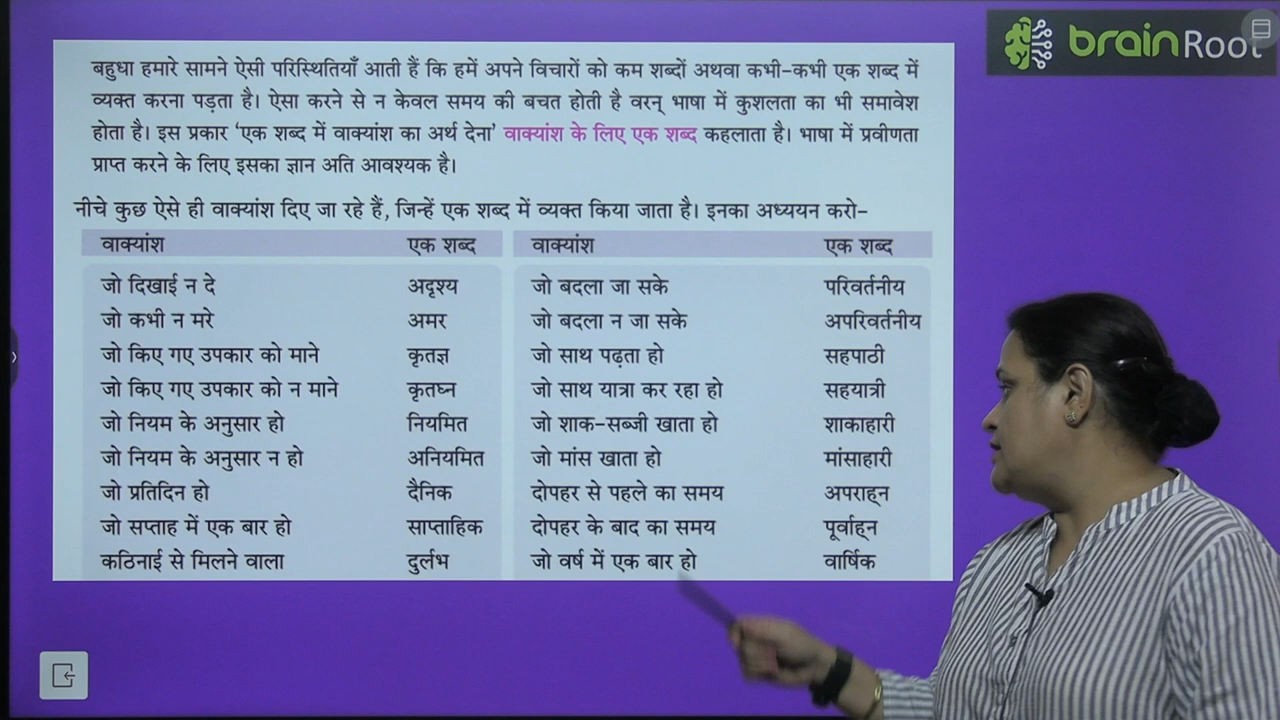 brainRoot
बहुधा हमारे सामने ऐसी परिस्थितियाँ आती हैं कि हमें अपने विचारों को कम शब्दों अथवा कभी-कभी एक शब्द में
व्यक्त करना पड़ता है। ऐसा करने से न केवल समय की बचत होती है वरन् भाषा में कुशलता का भी समावेश
होता है। इस प्रकार ‘एक शब्द में वाक्यांश का अर्थ देना’ वाक्यांश के लिए एक शब्द कहलाता है। भाषा में प्रवीणता
प्राप्त करने के लिए इसका ज्ञान अति आवश्यक है।
नीचे कुछ ऐसे ही वाक्यांश दिए जा रहे हैं, जिन्हें एक शब्द में व्यक्त किया जाता है। इनका अध्ययन करो–
वाक्यांश एक शब्द वाक्यांश एक शब्द
जो दिखाई न दे अदृश्य जो बदला जा सके परिवर्तनीय
जो कभी न मरे अमर जो बदला न जा सके अपरिवर्तनीय
जो किए गए उपकार को माने कृतज्ञ जो साथ पढ़ता हो सहपाठी
जो किए गए उपकार को न माने कृतघ्न जो साथ यात्रा कर रहा हो सहयात्री
जो नियम के अनुसार हो नियमित जो शाक-सब्जी खाता हो शाकाहारी
जो नियम के अनुसार न हो अनियमित जो मांस खाता हो मांसाहारी
जो प्रतिदिन हो दैनिक दोपहर से पहले का समय अपराह्न
जो सप्ताह में एक बार हो साप्ताहिक दोपहर के बाद का समय पूर्वाह्न
कठिनाई से मिलने वाला दुर्लभ जो वर्ष में एक बार हो वार्षिक